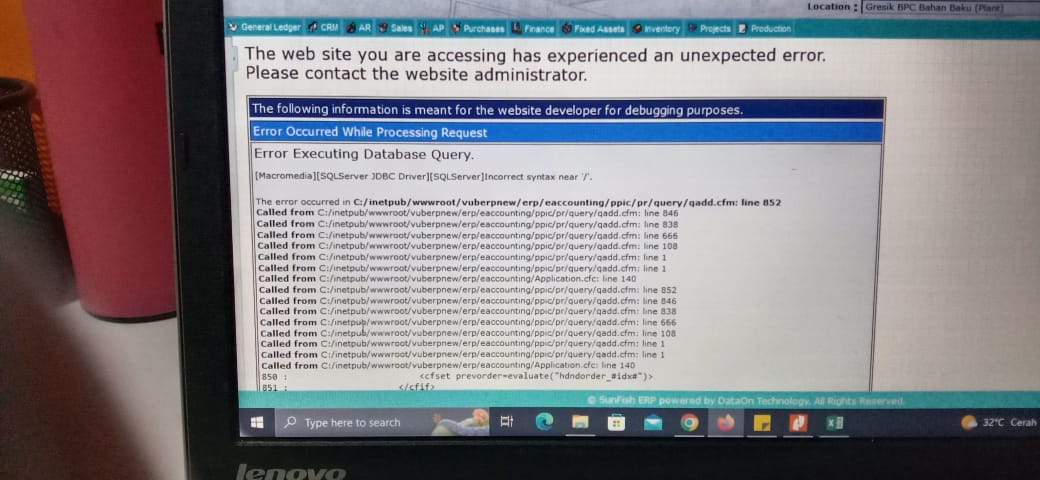 Location : Gresik BPC Bahan Baku (Plant)
General Ledger CRM AR Sales AP Purchases Finance Fixed Assets Inventory Projects Production
The web site you are accessing has experienced an unexpected error.
Please contact the website administrator.
The following information is meant for the website developer for debugging purposes.
Error Occurred While Processing Request
Error Executing Database Query.
[Macromedia][SQLServer JDBC Driver][SQLServer]Incorrect syntax near '/'.
The error occurred in C:/inetpub/wwwroot/vuberpnew/erp/eaccounting/ppic/pr/query/qadd.cfm: line 852
Called from C:/inetpub/wwwroot/vuberpnew/erp/eaccounting/ppic/pr/query/qadd.cfm: line 846
Called from C:/inetpub/wwwroot/vuberpnew/erp/eaccounting/ppic/pr/query/qadd.cfm: line 838
Called from C:/inetpub/wwwroot/vuberpnew/erp/eaccounting/ppic/pr/query/qadd.cfm: line 666
Called from C:/inetpub/wwwroot/vuberpnew/erp/eaccounting/ppic/pr/query/qadd.cfm: line 108
Called from C:/inetpub/wwwroot/vuberpnew/erp/eaccounting/ppic/pr/query/qadd.cfm: line 1
Called from C:/inetpub/wwwroot/vuberpnew/erp/eaccounting/ppic/pr/query/qadd.cfm: line 1
Called from C:/inetpub/wwwroot/vuberpnew/erp/eaccounting/Application.cfc: line 140
Called from C:/inetpub/wwwroot/vuberpnew/erp/eaccounting/ppic/pr/query/qadd.cfm: line 852
Called from C:/inetpub/wwwroot/vuberpnew/erp/eaccounting/ppic/pr/query/qadd.cfm: line 846
Called from C:/inetpub/wwwroot/vuberpnew/erp/eaccounting/ppic/pr/query/qadd.cfm: line 838
Called from C:/inetpub/wwwroot/vuberpnew/erp/eaccounting/ppic/pr/query/qadd.cfm: line 666
Called from C:/inetpub/wwwroot/vuberpnew/erp/eaccounting/ppic/pr/query/qadd.cfm: line 108
Called from C:/inetpub/wwwroot/vuberpnew/erp/eaccounting/ppic/pr/query/qadd.cfm: line 1
Called from C:/inetpub/wwwroot/vuberpnew/erp/eaccounting/ppic/pr/query/qadd.cfm: line 1
Called from C:/inetpub/wwwroot/vuberpnew/erp/eaccounting/Application.cfc: line 140
850 : <cfset prevorder=evaluate("hdndorder_#idx#")>
851 : </cfif>
© SunFish ERP powered by DataOn Technology. All Rights Reserved.
Type here to search
32°C Cerah
lenovo